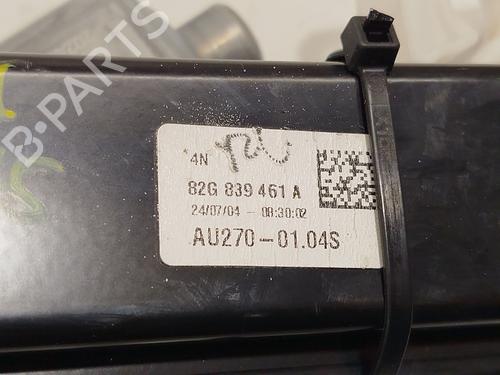 B-PARTS
4N
82G 839 461 A
24/07/04 - 08:30:02
AU270-01.04S